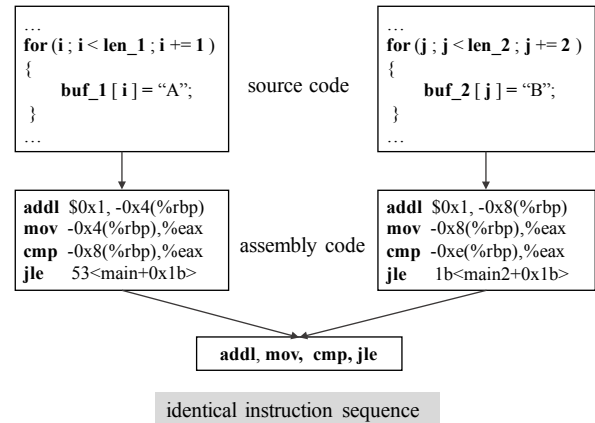 …
for (i ; i < len_1 ; i += 1 )
{
buf_1 [ i ] = “A”;
}
…
source code
…
for (j ; j < len_2 ; j += 2 )
{
buf_2 [ j ] = “B”;
}
…
addl $0x1, -0x4(%rbp)
mov -0x4(%rbp),%eax
cmp -0x8(%rbp),%eax
jle 53<main+0x1b>
assembly code
addl $0x1, -0x8(%rbp)
mov -0x8(%rbp),%eax
cmp -0xe(%rbp),%eax
jle 1b<main2+0x1b>
addl, mov, cmp, jle
identical instruction sequence